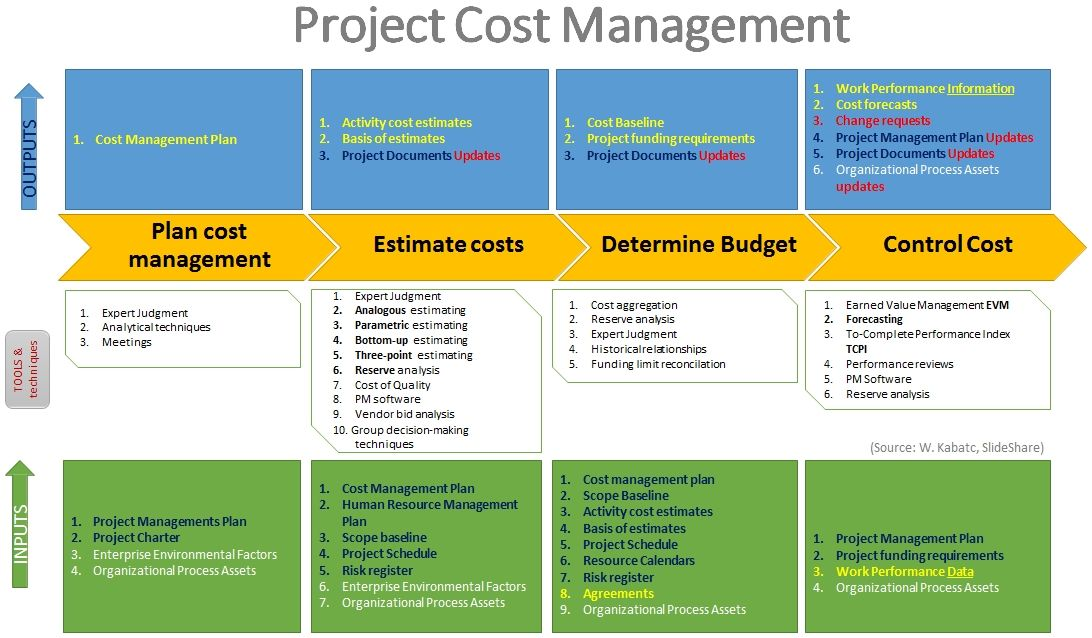 Project Cost Management
OUTPUTS
1. Cost Management Plan
1. Activity cost estimates
2. Basis of estimates
3. Project Documents Updates
1. Cost Baseline
2. Project funding requirements
3. Project Documents Updates
1. Work Performance Information
2. Cost forecasts
3. Change requests
4. Project Management Plan Updates
5. Project Documents Updates
6. Organizational Process Assets
updates
Plan cost
management
Estimate costs
Determine Budget
Control Cost
TOOLS &
techniques
1. Expert Judgment
2. Analytical techniques
3. Meetings
1. Expert Judgment
2. Analogous estimating
3. Parametric estimating
4. Bottom-up estimating
5. Three-point estimating
6. Reserve analysis
7. Cost of Quality
8. PM software
9. Vendor bid analysis
10. Group decision-making
techniques
1. Cost aggregation
2. Reserve analysis
3. Expert Judgment
4. Historical relationships
5. Funding limit reconcilation
1. Earned Value Management EVM
2. Forecasting
3. To-Complete Performance Index
TCPI
4. Performance reviews
5. PM Software
6. Reserve analysis
(Source: W. Kabatc, SlideShare)
INPUTS
1. Project Managements Plan
2. Project Charter
3. Enterprise Environmental Factors
4. Organizational Process Assets
1. Cost Management Plan
2. Human Resource Management
Plan
3. Scope baseline
4. Project Schedule
5. Risk register
6. Enterprise Environmental Factors
7. Organizational Process Assets
1. Cost management plan
2. Scope Baseline
3. Activity cost estimates
4. Basis of estimates
5. Project Schedule
6. Resource Calendars
7. Risk register
8. Agreements
9. Organizational Process Assets
1. Project Management Plan
2. Project funding requirements
3. Work Performance Data
4. Organizational Process Assets